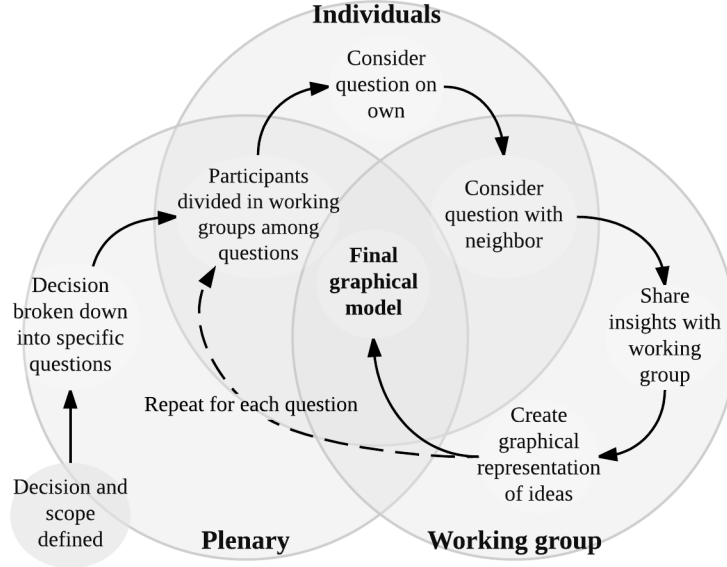 Individuals
Consider
question on
own
Participants
divided in working
groups among
questions
Consider
question with
neighbor
Final
graphical
model
Decision
broken down
into specific
questions
Share
insights with
working
group
Repeat for each question
Create
graphical
representation
of ideas
Decision and
scope
defined
Plenary
Working group